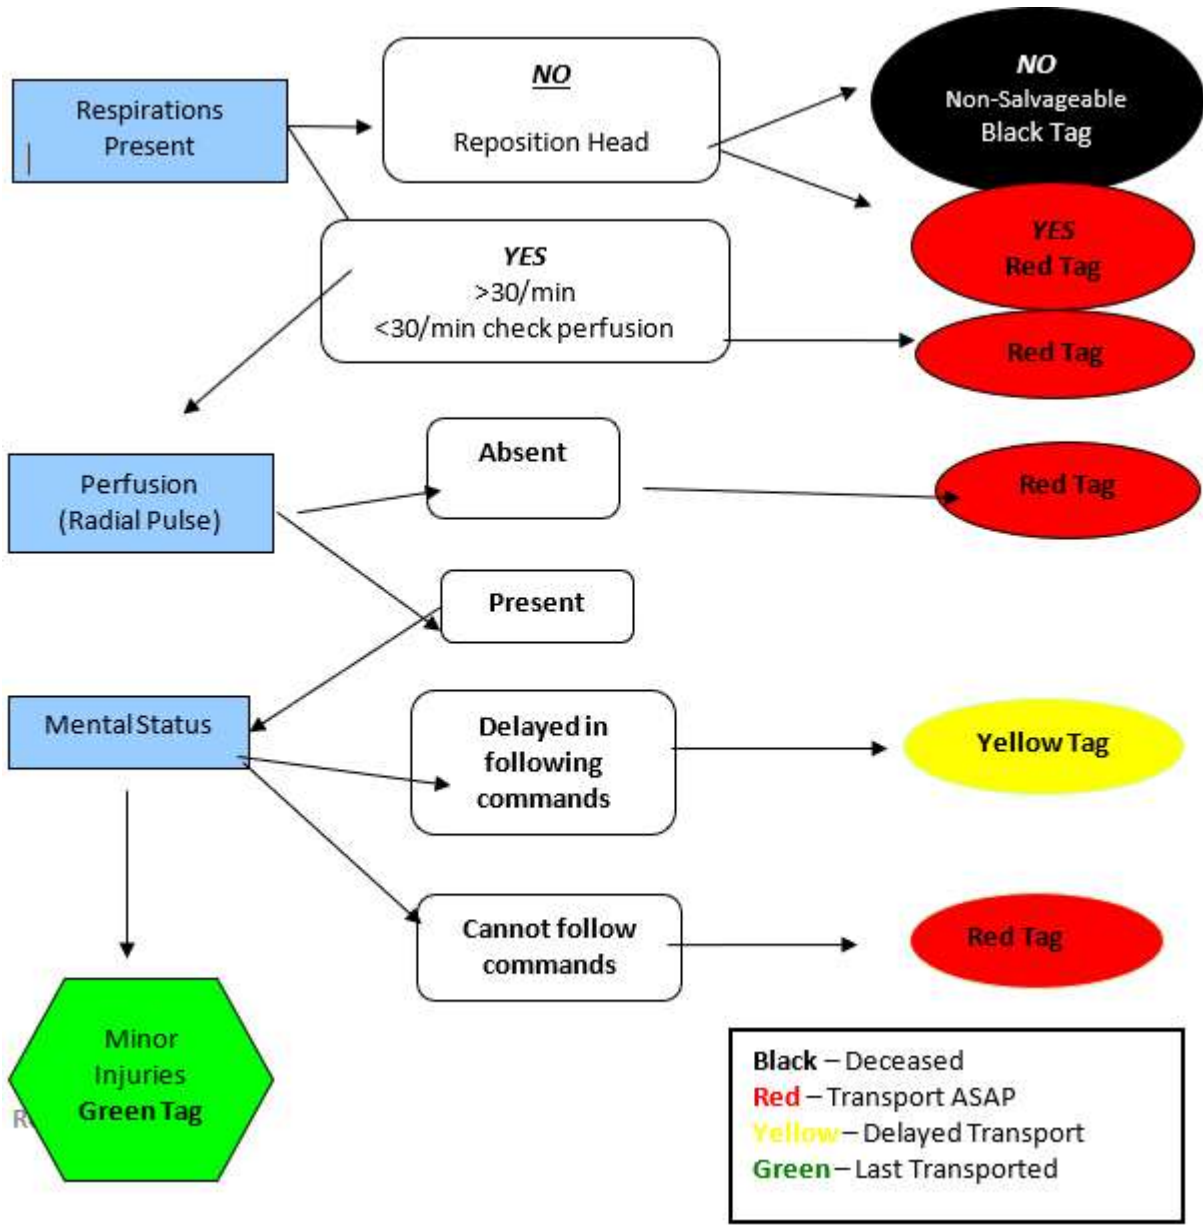 Respirations
Present
NO
Reposition Head
NO
Non-Salvageable
Black Tag
YES
Red Tag
YES
>30/min
<30/min check perfusion
Red Tag
Perfusion
(Radial Pulse)
Absent
Red Tag
Present
Mental Status
Delayed in
following
commands
Yellow Tag
Cannot follow
commands
Red Tag
Minor
Injuries
Green Tag
Black – Deceased
Red – Transport ASAP
Yellow – Delayed Transport
Green – Last Transported